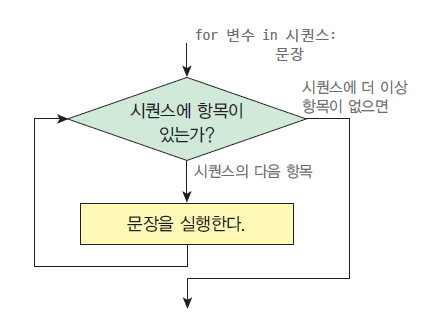 for 변수 in 시퀀스:
문장
시퀀스에 더 이상
항목이 없으면
시퀀스에 항목이
있는가?
시퀀스의 다음 항목
문장을 실행한다.